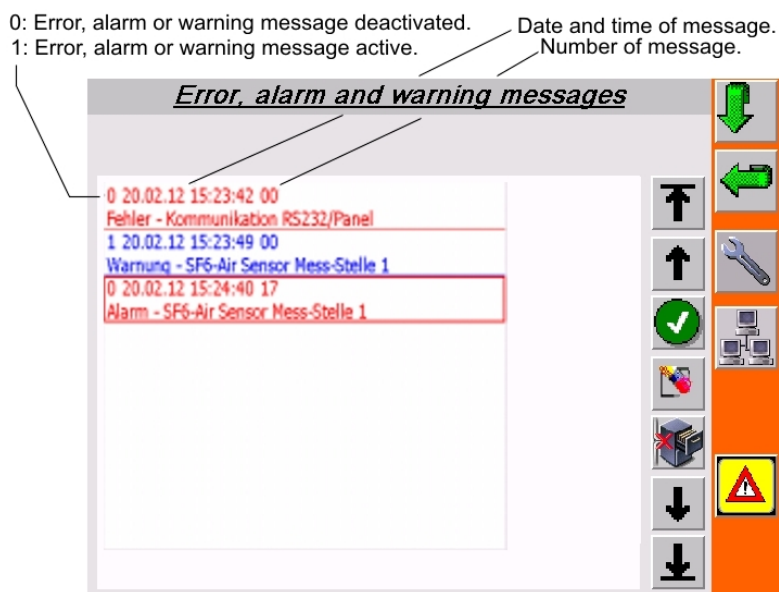 0: Error, alarm or warning message deactivated.
1: Error, alarm or warning message active.
Date and time of message.
Number of message.
Error, alarm and warning messages
0 20.02.12 15:23:42 00
Fehler - Kommunikation RS232/Panel
1 20.02.12 15:23:49 00
Warnung - SF6-Air Sensor Mess-Stelle 1
0 20.02.12 15:24:40 17
Alarm - SF6-Air Sensor Mess-Stelle 1